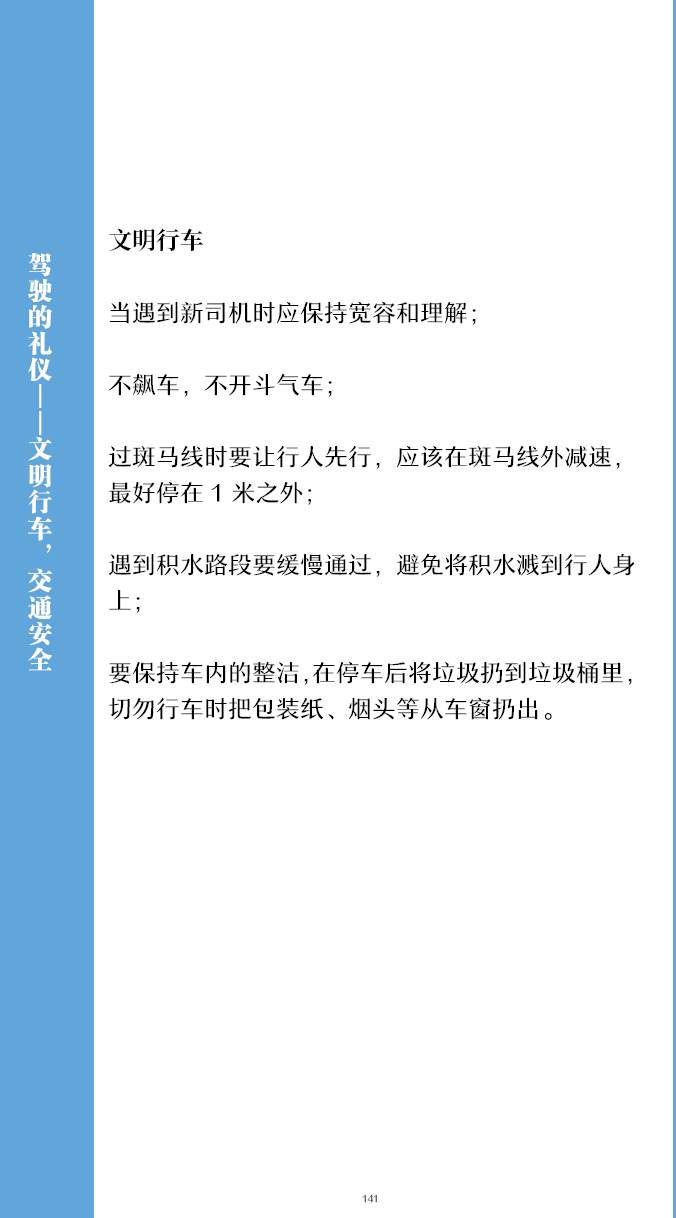 驾驶的礼仪——文明行车，交通安全
文明行车
当遇到新司机时应保持宽容和理解；
不飙车，不开斗气车；
过斑马线时要让行人先行，应该在斑马线外减速，
最好停在 1 米之外；
遇到积水路段要缓慢通过，避免将积水溅到行人身
上；
要保持车内的整洁,在停车后将垃圾扔到垃圾桶里，
切勿行车时把包装纸、烟头等从车窗扔出。
141